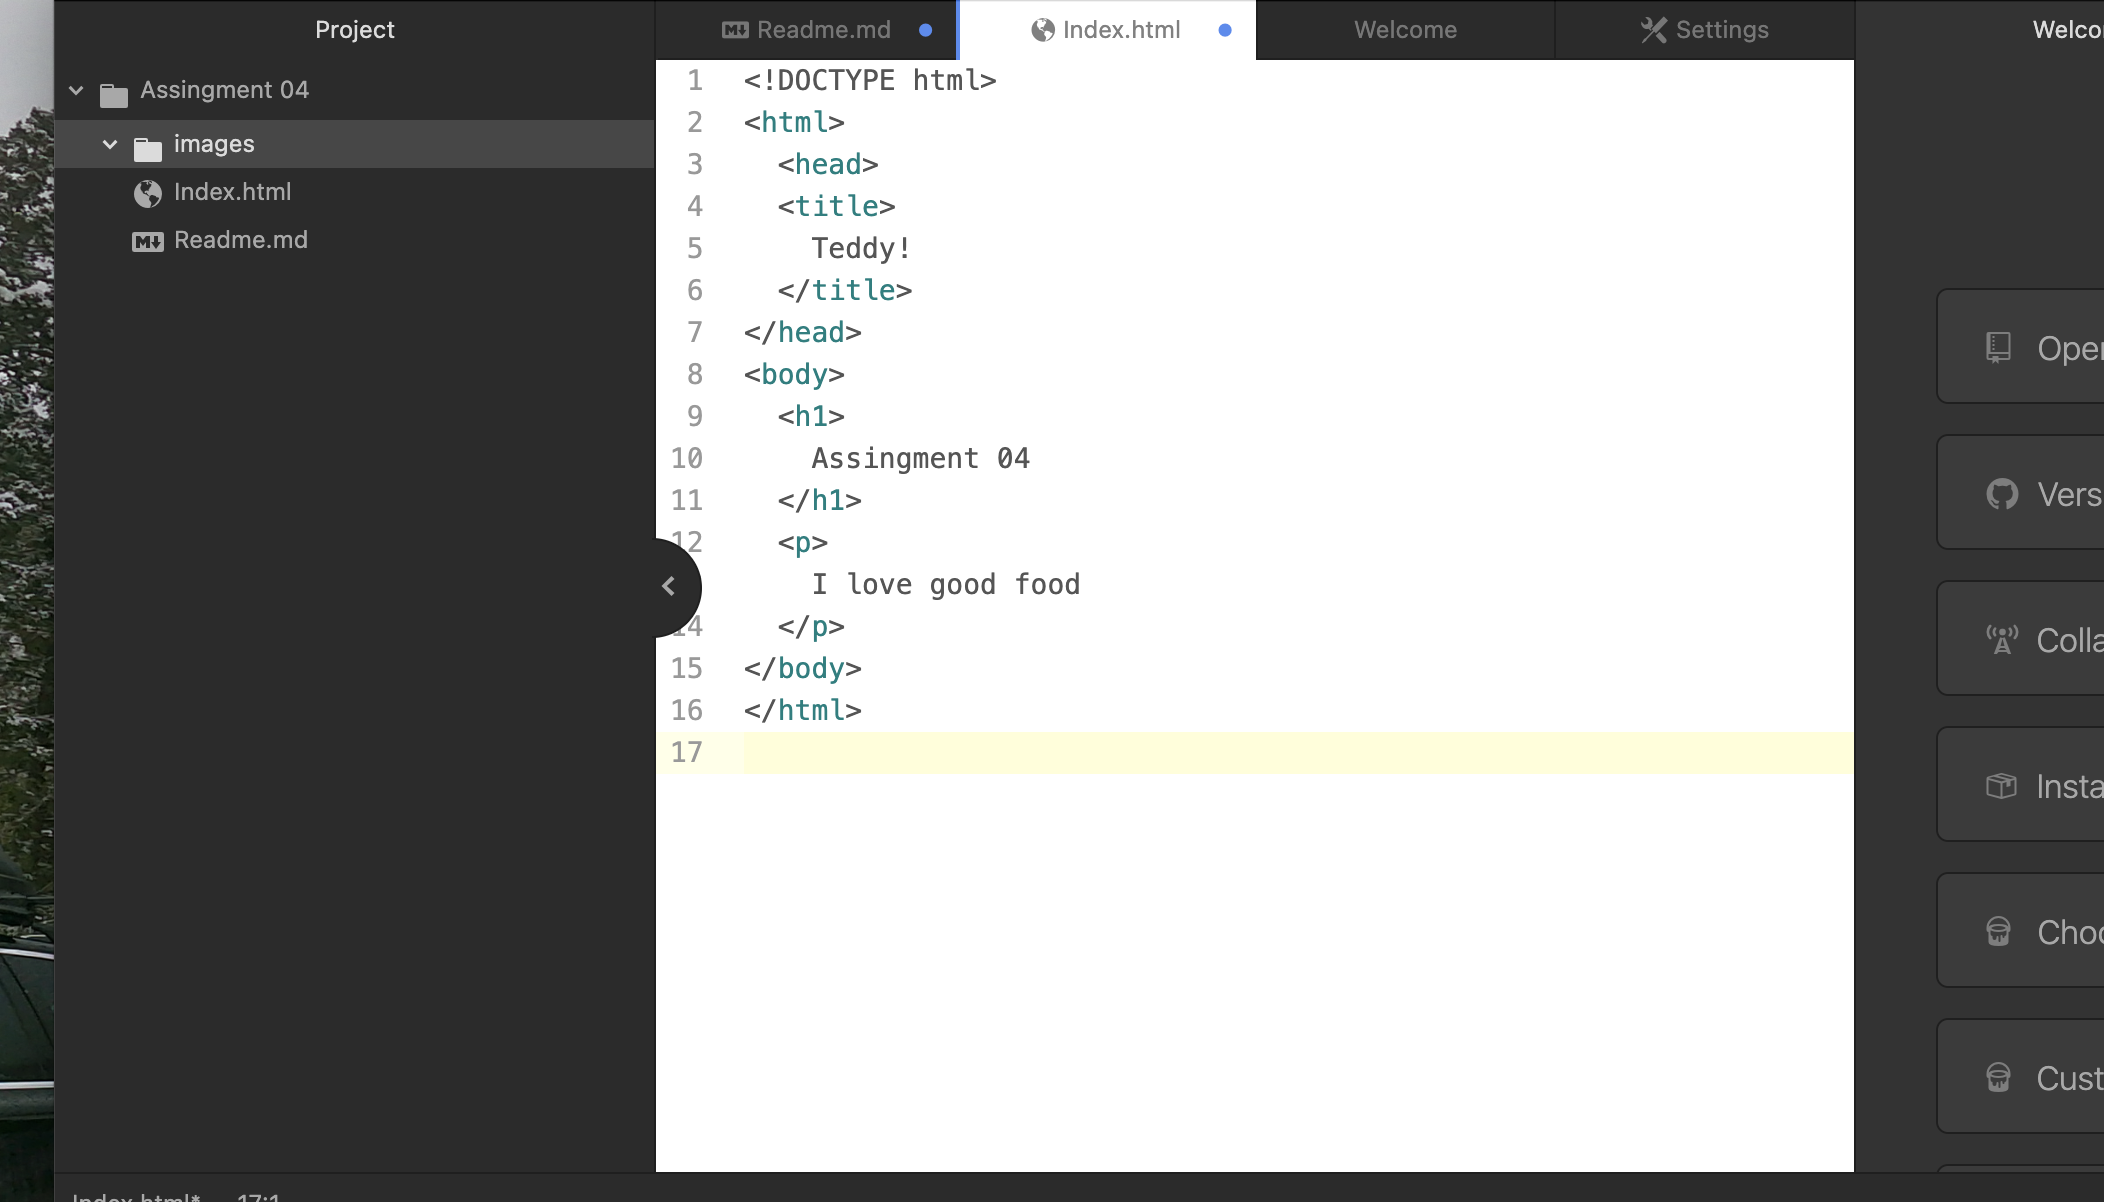 Project
Readme.md
Index.html
Welcome
Settings
Assingment 04
images
Index.html
Readme.md
1 <!DOCTYPE html>
2 <html>
3 <head>
4 <title>
5 Teddy!
6 </title>
7 </head>
8 <body>
9 <h1>
10 Assingment 04
11 </h1>
12 <p>
I love good food
14 </p>
15 </body>
16 </html>
17
Welco
Open
Vers
Colla
Insta
Choo
Cust
Index.html* 17:1